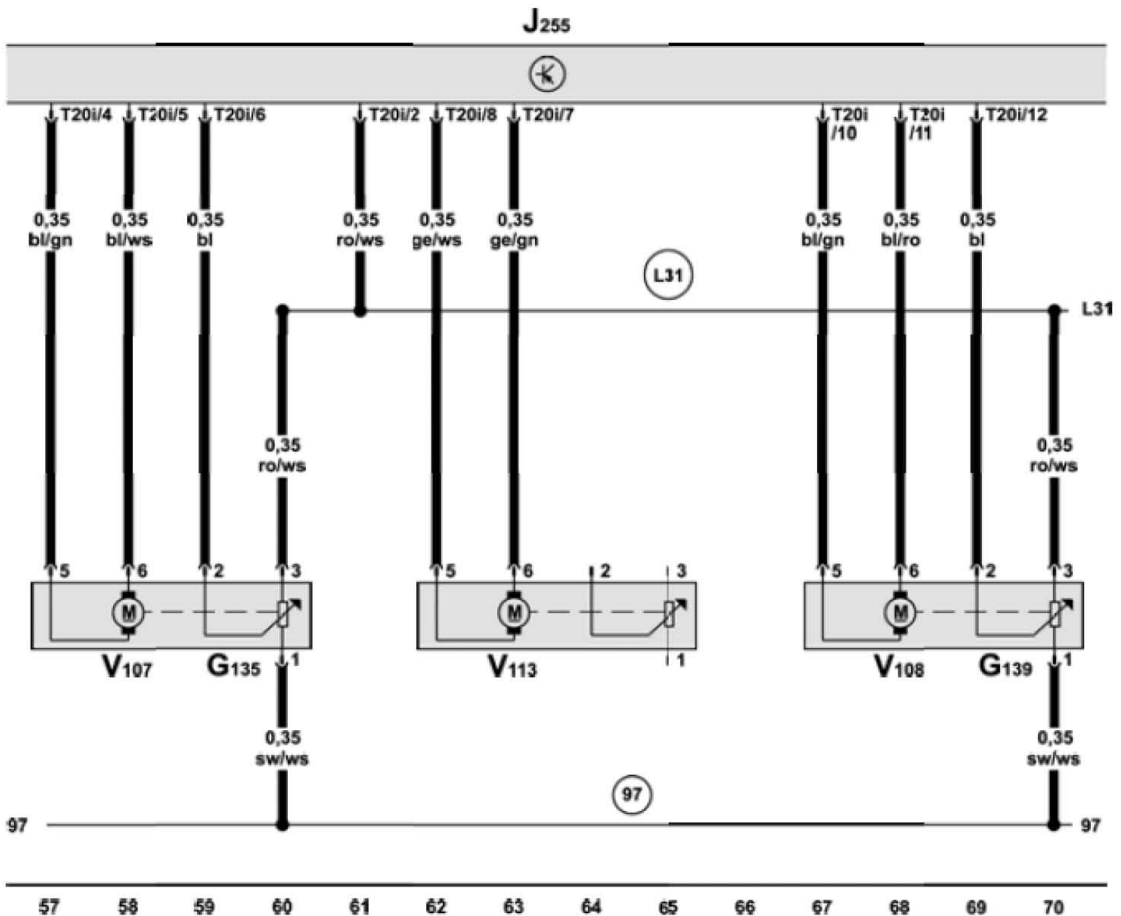 J255
T20i/4 T20i/5 T20i/6 T20i/2 T20i/8 T20i/7 T20i T20i T20i/12
/10 /11
0,35 0,35 0,35 0,35 0,35 0,35 0,35 0,35 0,35
bl/gn bl/ws bl ro/ws ge/ws ge/gn bl/gn bl/ro bl
L31
L31
0,35 0,35
ro/ws ro/ws
5 6 2 3 5 6 2 3 5 6 2 3
M M M
V107 G135 1 V113 1 V108 G139 1
0,35 0,35
sw/ws sw/ws
97
97 97
57 58 59 60 61 62 63 64 65 66 67 68 69 70